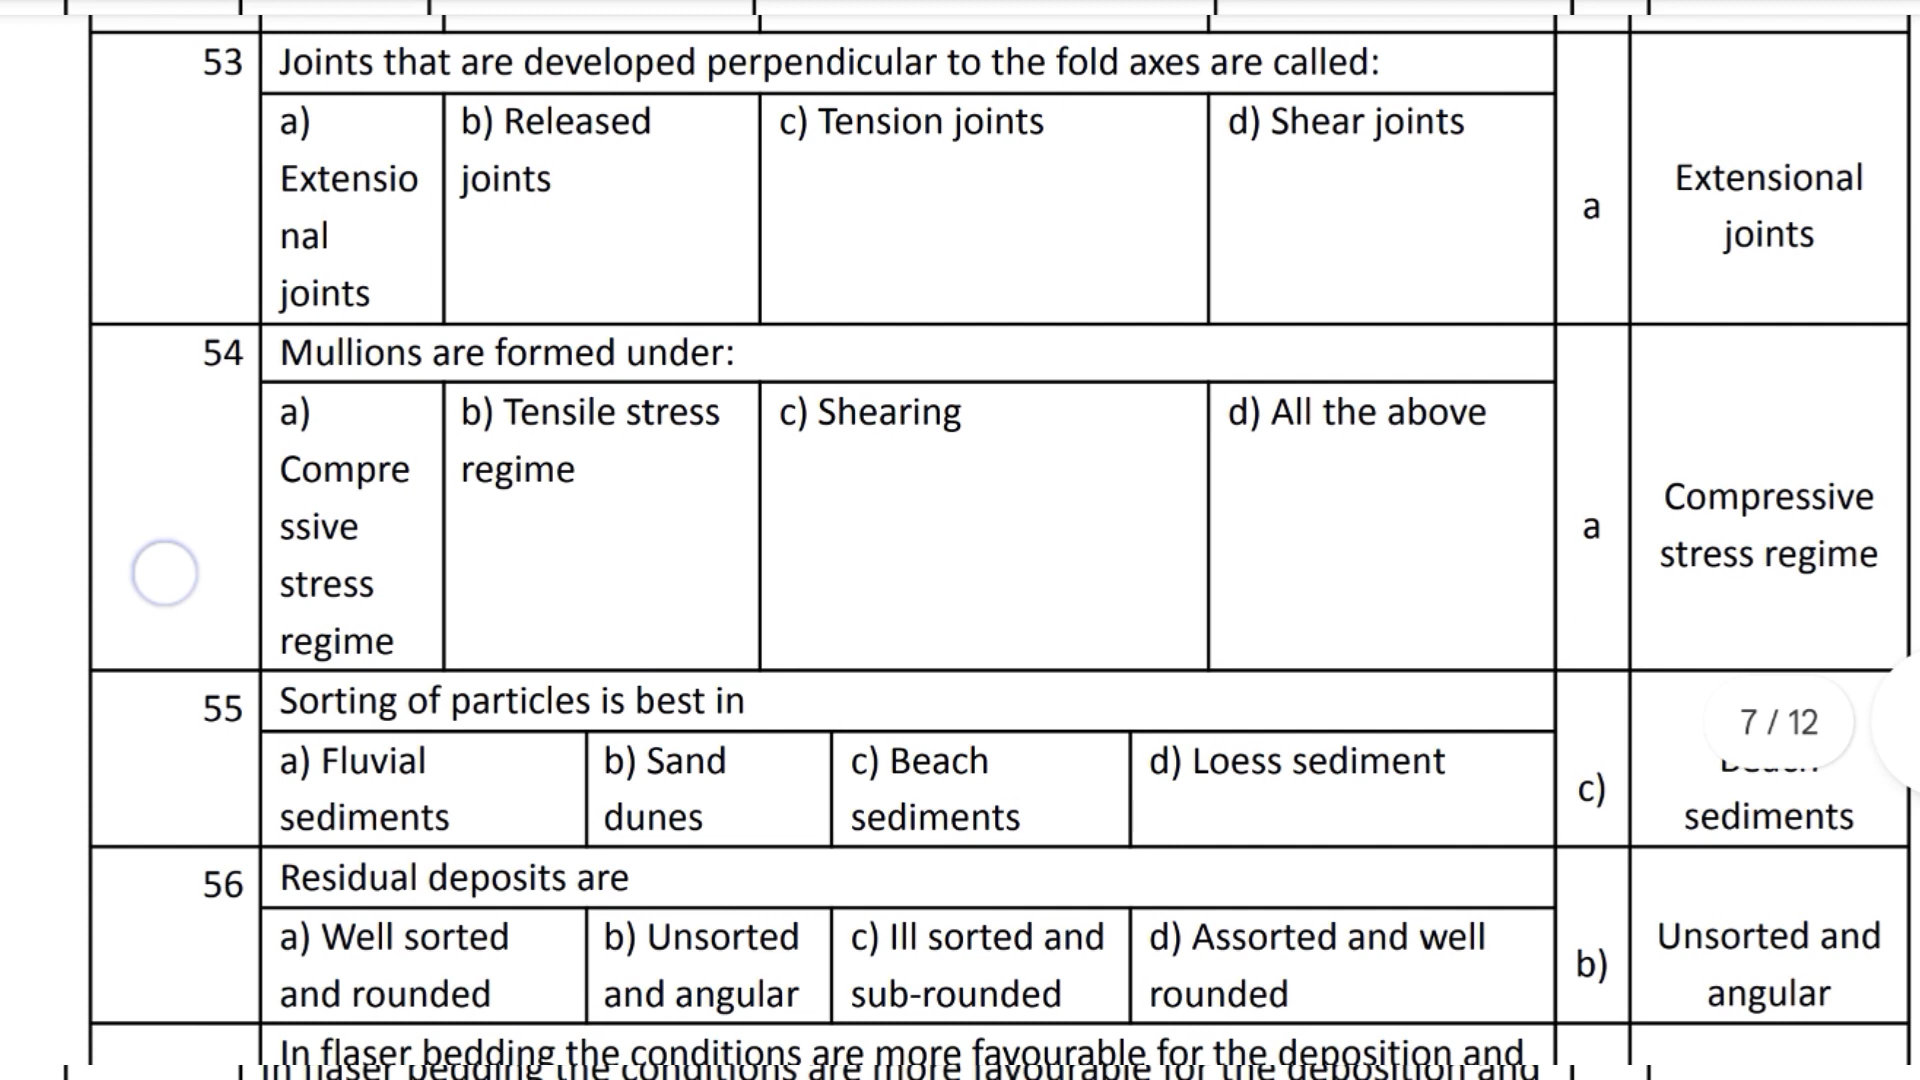 53 Joints that are developed perpendicular to the fold axes are called:
a) Extensio nal joints
b) Released joints
c) Tension joints
d) Shear joints
a
Extensional joints
54 Mullions are formed under:
a) Compre ssive stress regime
b) Tensile stress regime
c) Shearing
d) All the above
a
Compressive stress regime
55 Sorting of particles is best in
a) Fluvial sediments
b) Sand dunes
c) Beach sediments
d) Loess sediment
c)
sediments
7 / 12
56 Residual deposits are
a) Well sorted and rounded
b) Unsorted and angular
c) Ill sorted and sub-rounded
d) Assorted and well rounded
b)
Unsorted and angular
In flaser bedding the conditions are more favourable for the deposition and